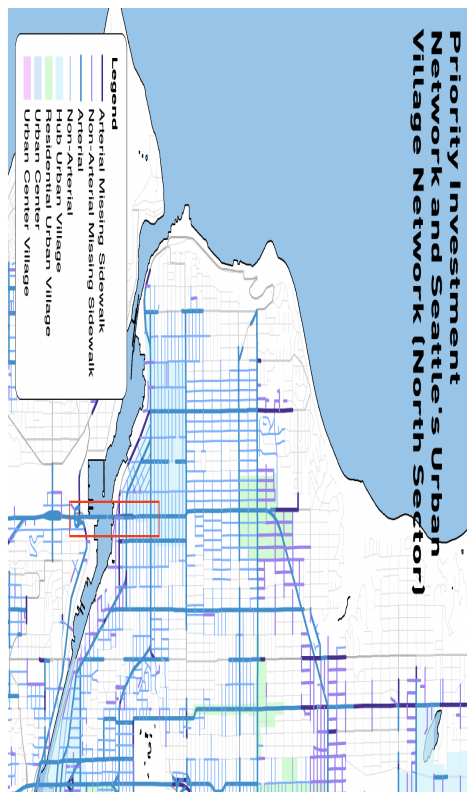 Priority Investment
Network and Seattle's Urban
Village Network (North Sector)
Legend
Arterial Missing Sidewalk
Non-Arterial Missing Sidewalk
Arterial
Non-Arterial
Hub Urban Village
Residential Urban Village
Urban Center
Urban Center Village